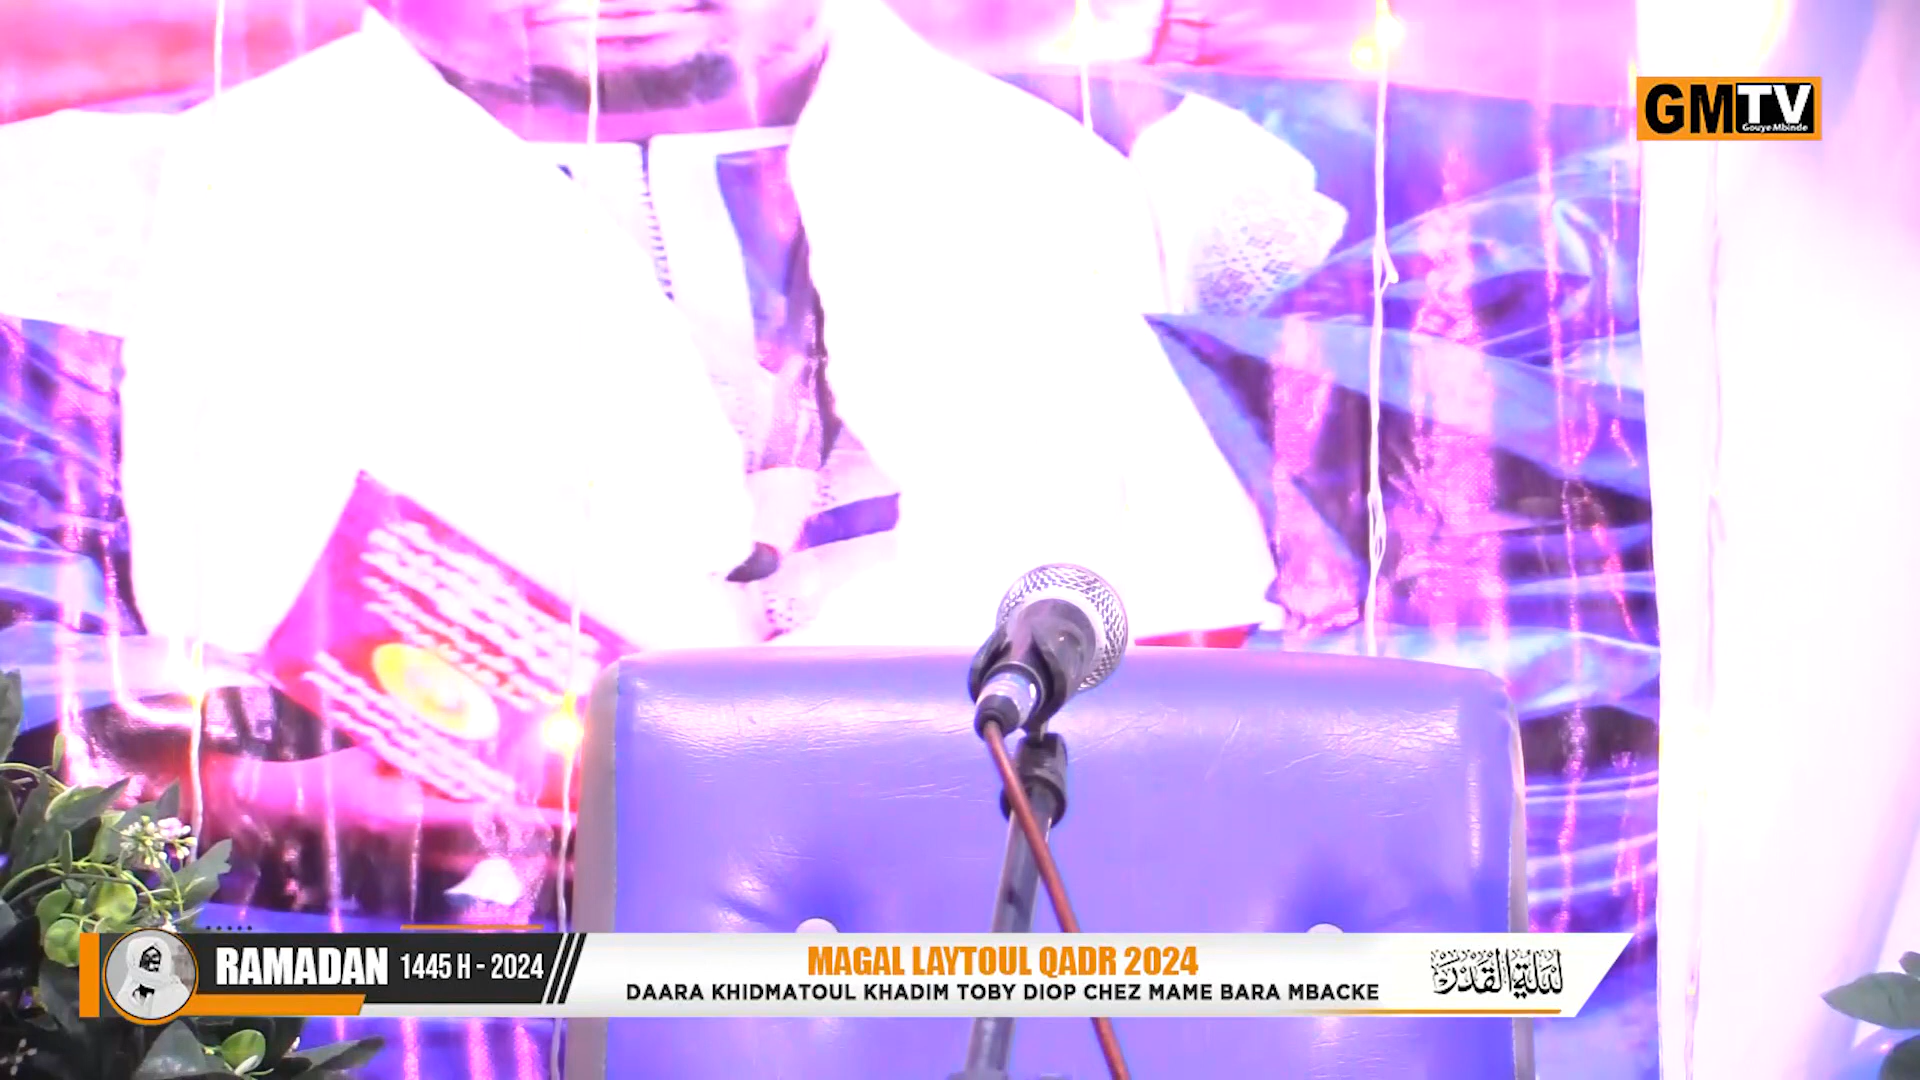 GMTV
Gouye Mbinde
RAMADAN 1445 H - 2024
MAGAL LAYTOUL QADR 2024
DAARA KHIDMATOUL KHADIM TOBY DIOP CHEZ MAME BARA MBACKE
ليلة القدر